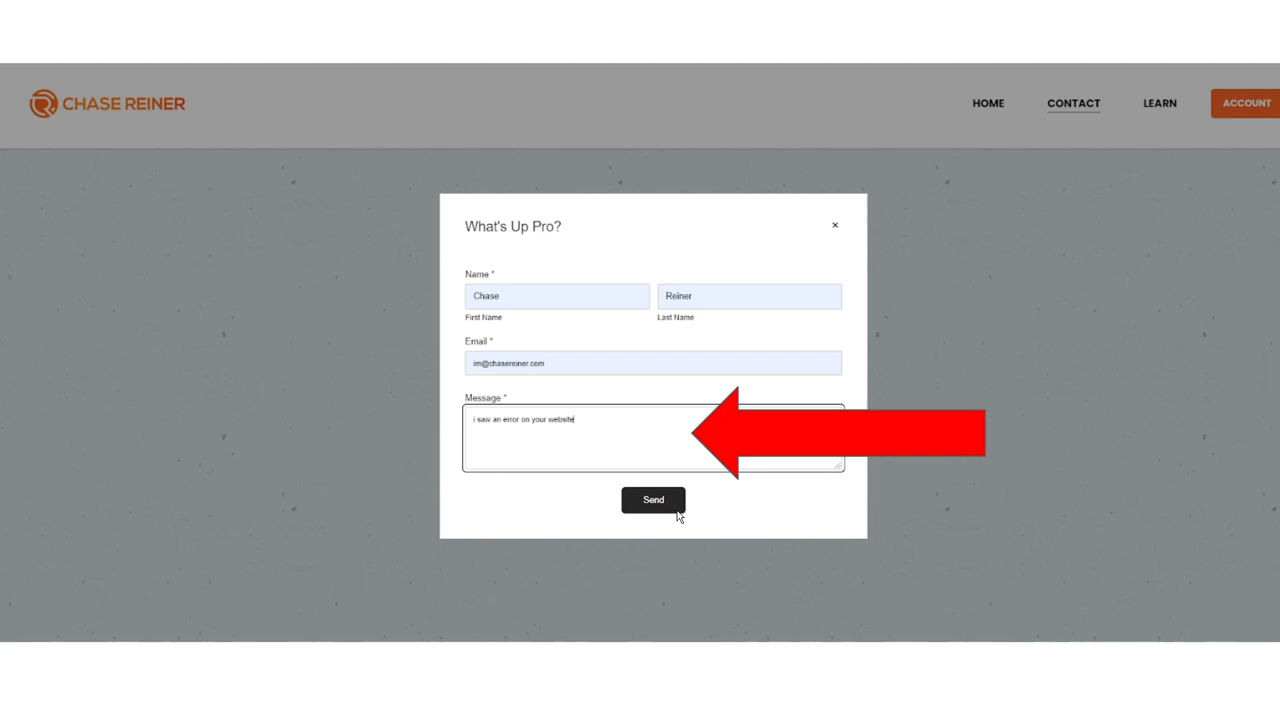 CHASE REINER
HOME CONTACT LEARN ACCOUNT
What's Up Pro?
×
Name *
Chase Reiner
First Name Last Name
Email *
im@chasereiner.com
Message *
i saw an error on your website
Send